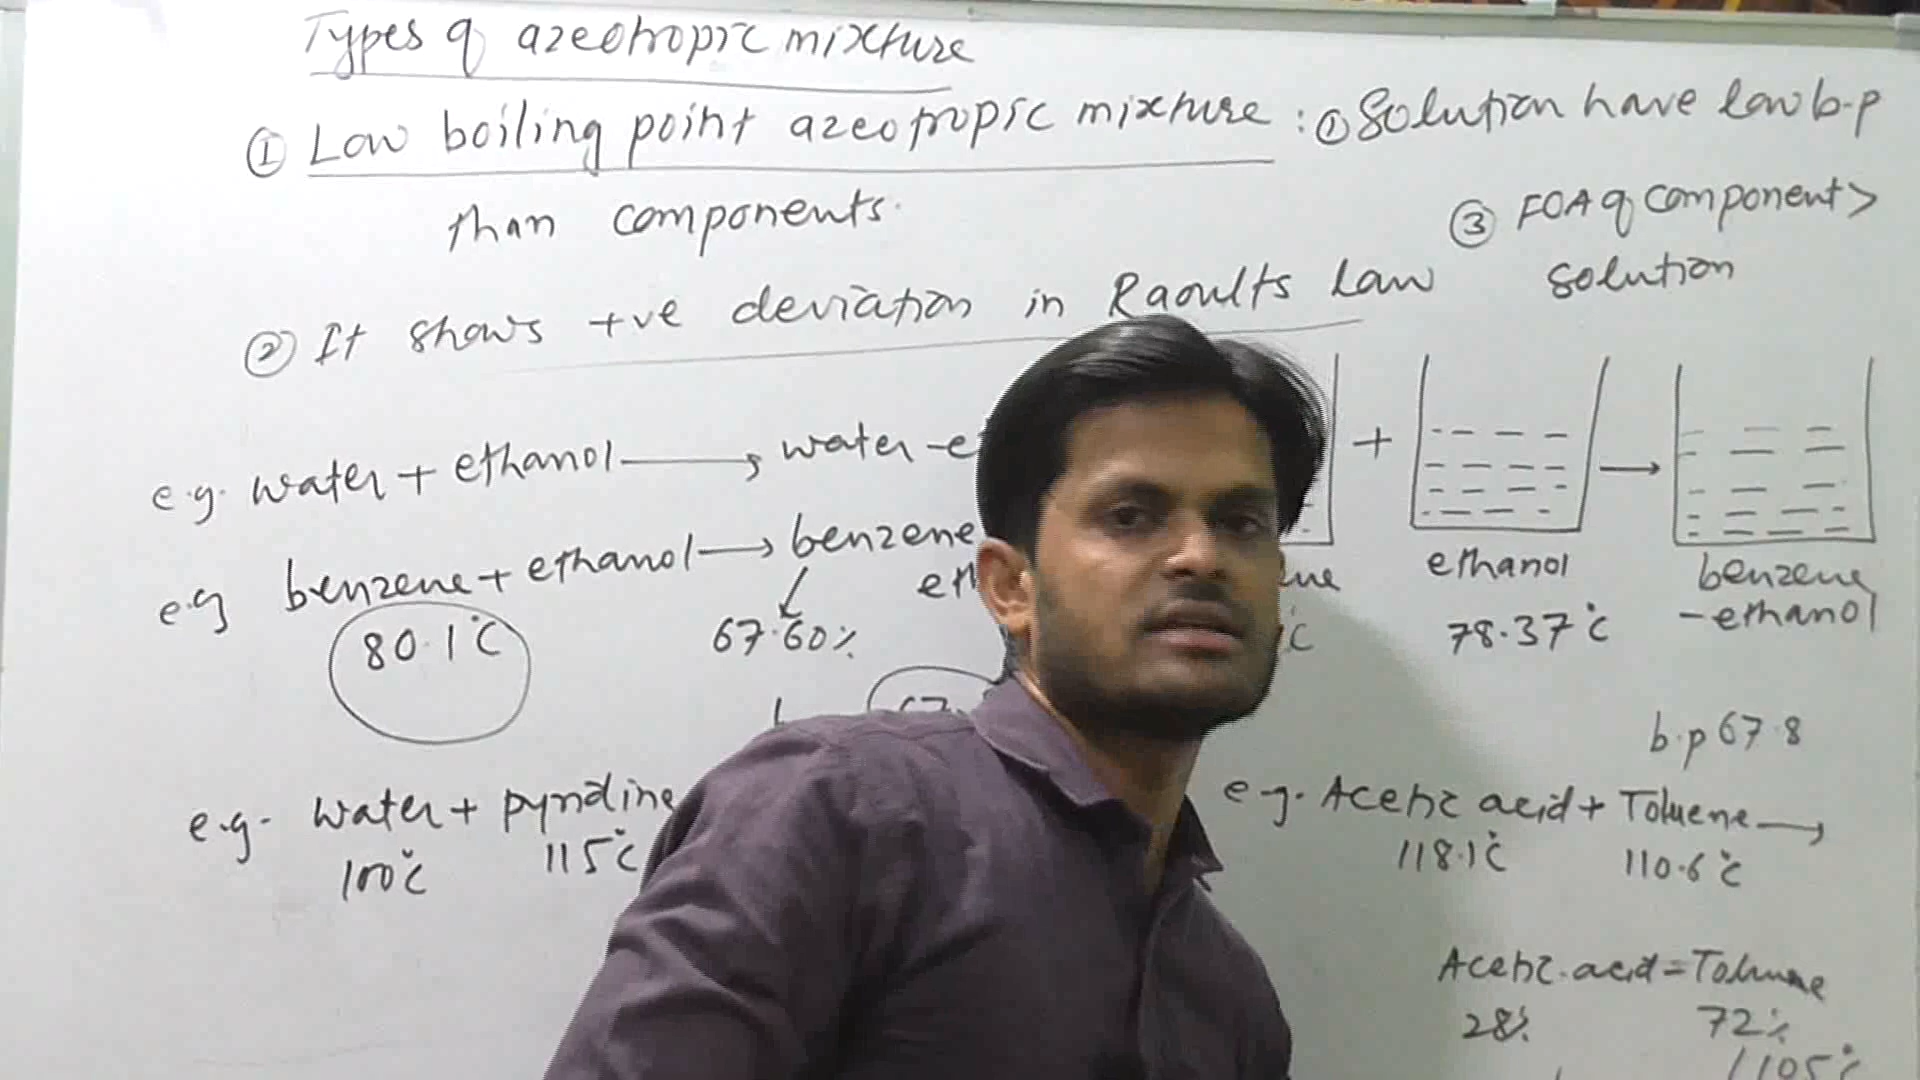 Types of azeotropic mixture
① Low boiling point azeotropic mixture : ① Solution have low b.p
than components.
③ FOA of component >
solution
② It shows +ve deviation in Raoults Law
e.g. water + ethanol → water - e
+
→
e.g benzene + ethanol → benzene
eth
80.1°C
67.60%
67
ethanol
78.37°C
benzene
- ethanol
b.p 67.8
e.g. water + pyridine
100°C 115°C
e.g. Acetic acid + Toluene →
118.1°C 110.6°C
Acetic acid = Toluene
28% 72%
105°C